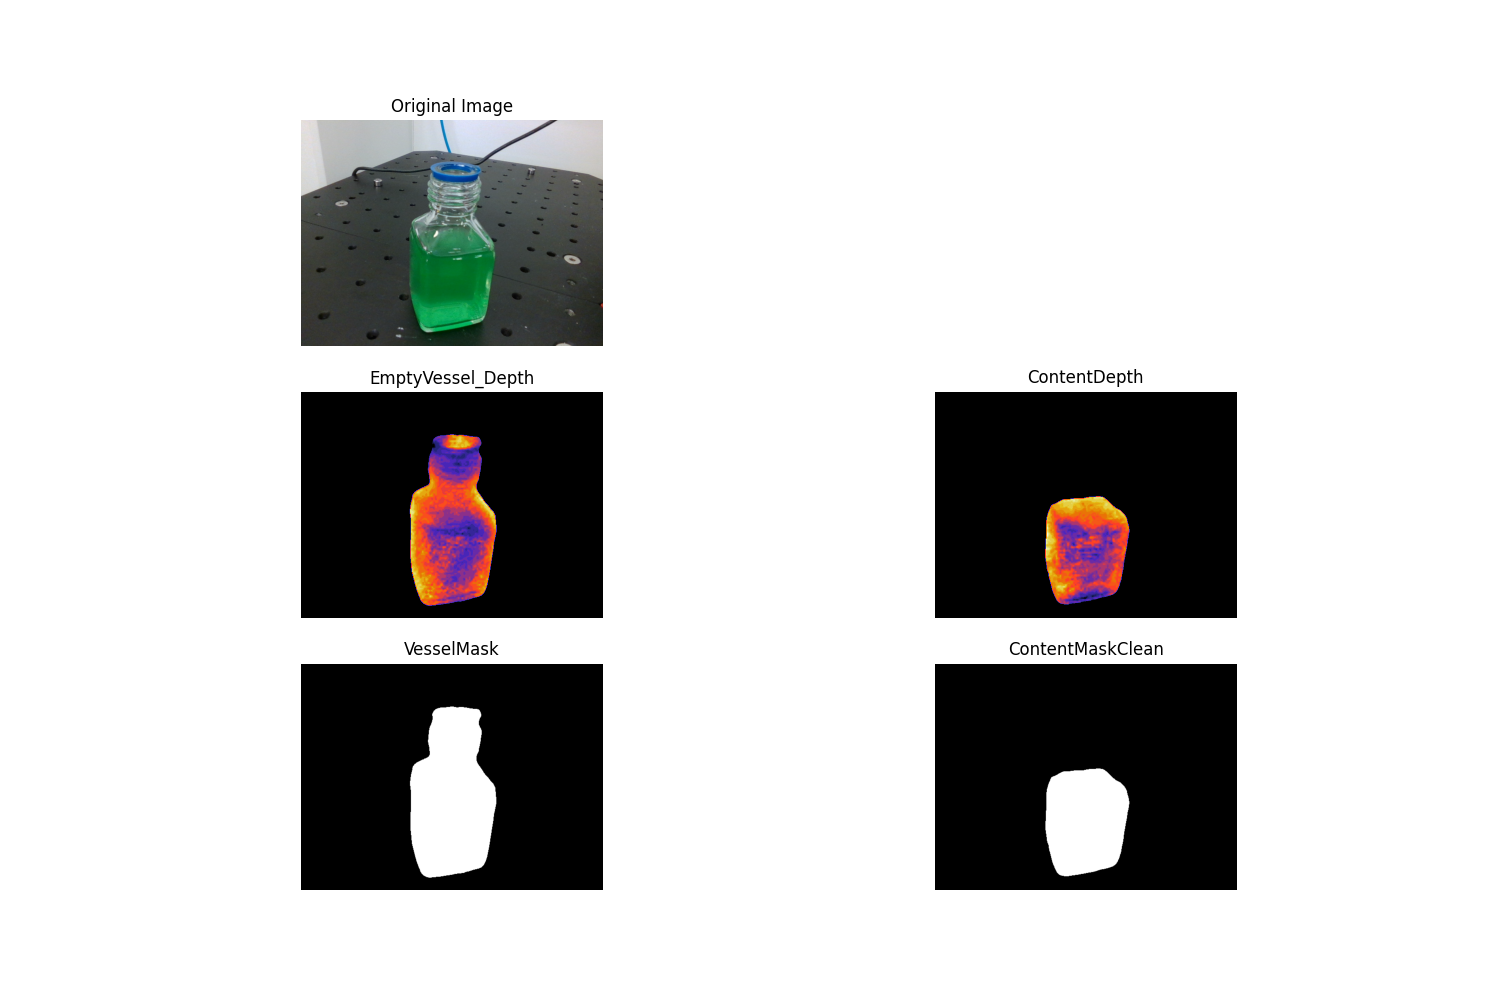 Original Image
EmptyVessel_Depth
ContentDepth
VesselMask
ContentMaskClean